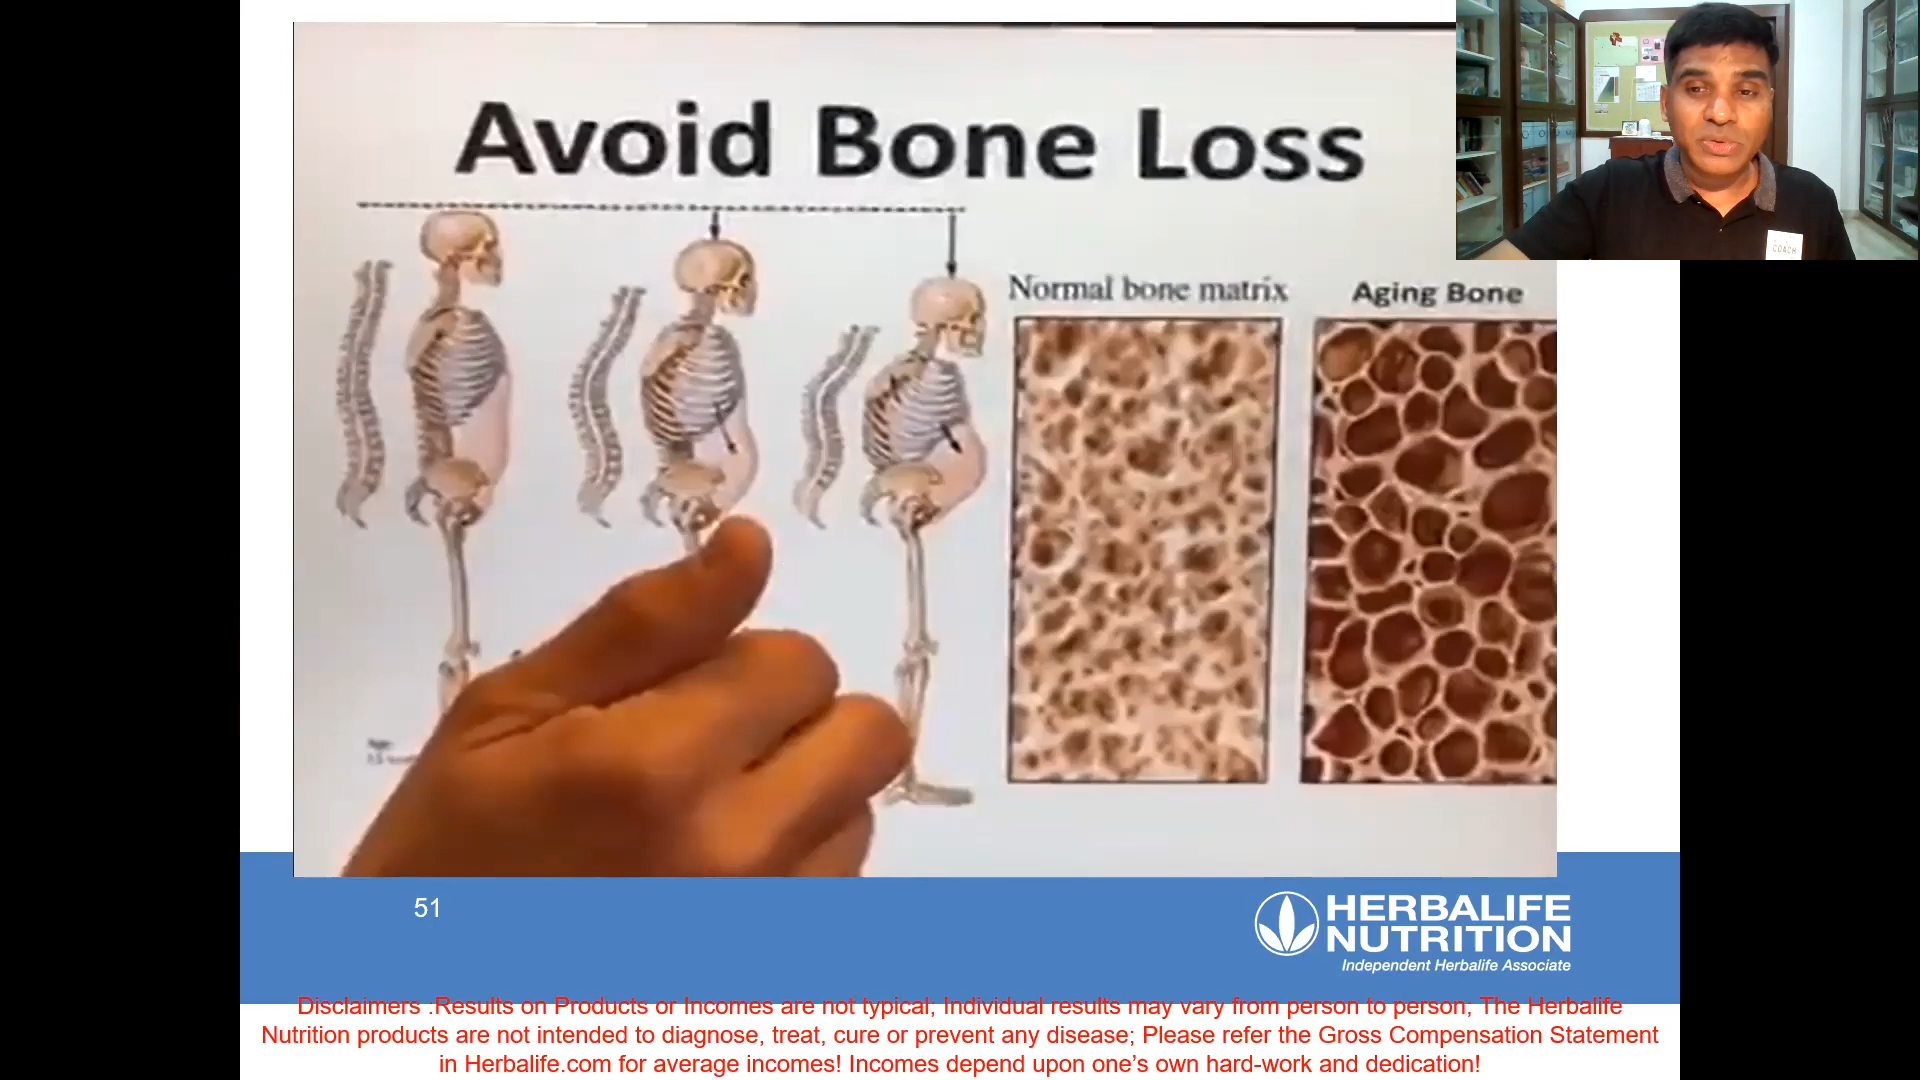 Avoid Bone Loss
Normal bone matrix
Aging Bone
COACH
Age:
51
HERBALIFE
NUTRITION
Independent Herbalife Associate
Disclaimers :Results on Products or Incomes are not typical; Individual results may vary from person to person; The Herbalife
Nutrition products are not intended to diagnose, treat, cure or prevent any disease; Please refer the Gross Compensation Statement
in Herbalife.com for average incomes! Incomes depend upon one’s own hard-work and dedication!